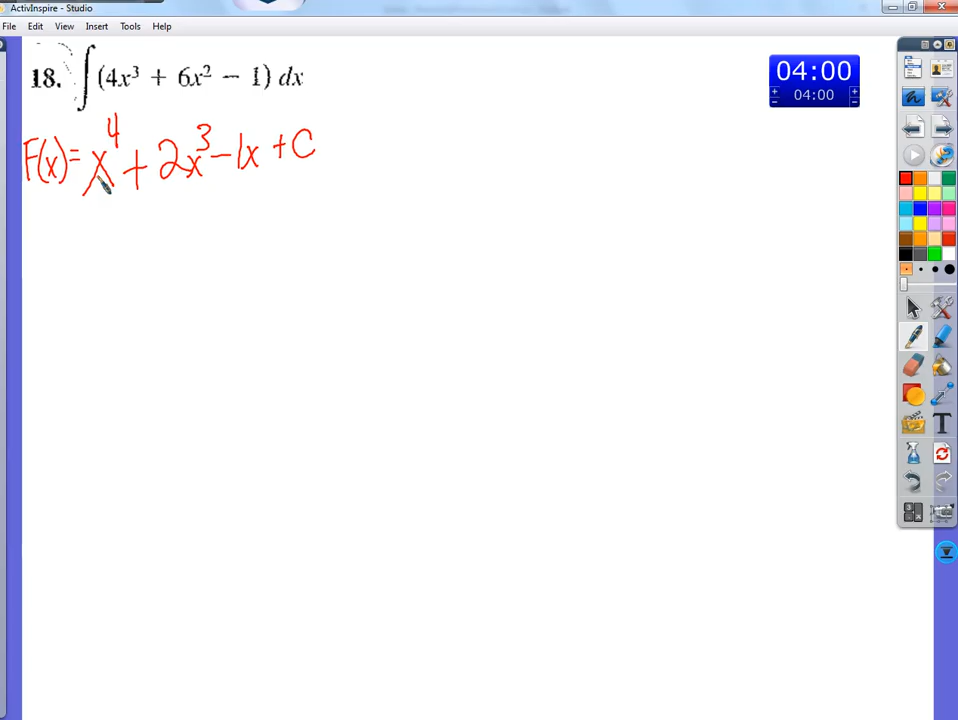 ActivInspire - Studio
File Edit View Insert Tools Help
18. ∫ (4x³ + 6x² − 1) dx
F(x)= x⁴ + 2x³ − 1x + C
04:00
04:00